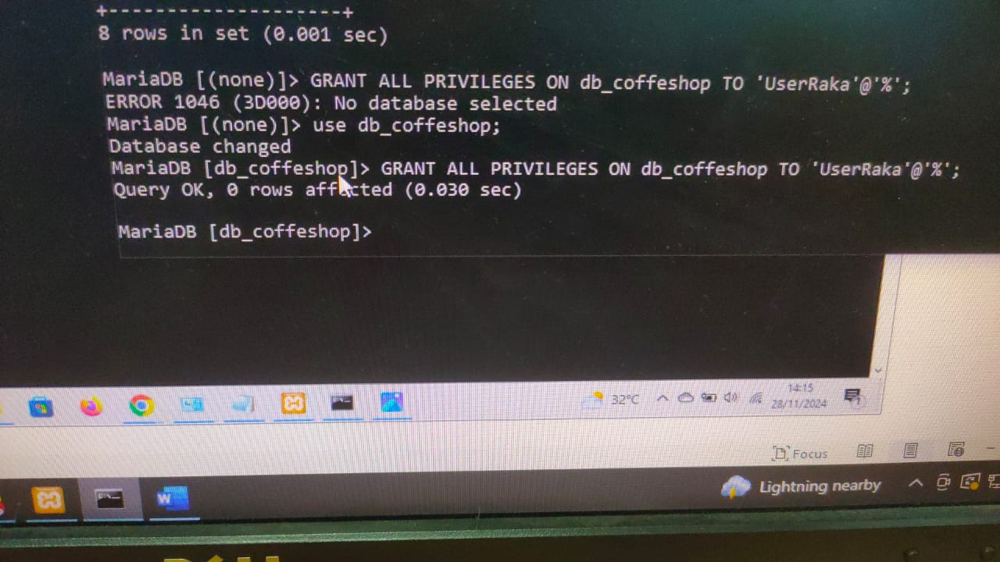 +--------------------+
8 rows in set (0.001 sec)
MariaDB [(none)]> GRANT ALL PRIVILEGES ON db_coffeshop TO 'UserRaka'@'%';
ERROR 1046 (3D000): No database selected
MariaDB [(none)]> use db_coffeshop;
Database changed
MariaDB [db_coffeshop]> GRANT ALL PRIVILEGES ON db_coffeshop TO 'UserRaka'@'%';
Query OK, 0 rows affected (0.030 sec)
MariaDB [db_coffeshop]>
32°C
14:15
28/11/2024
Focus
Lightning nearby